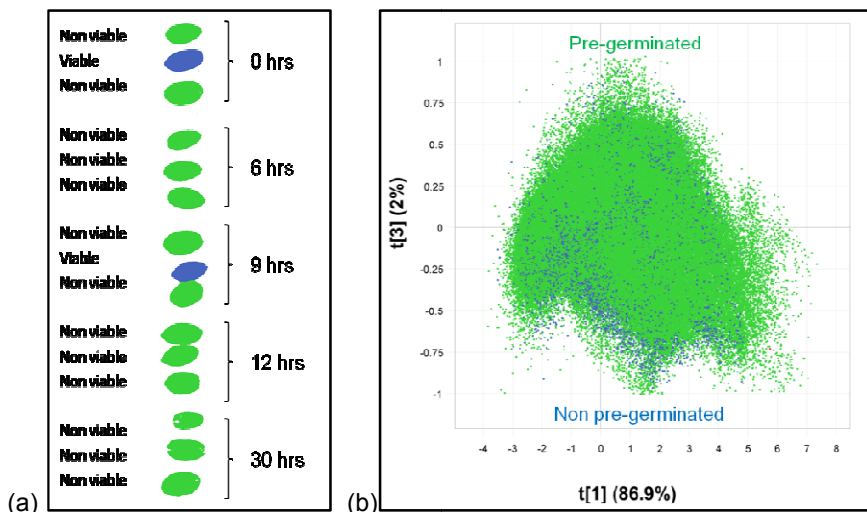 Non viable
Viable
Non viable
0 hrs
Non viable
Non viable
Non viable
6 hrs
Non viable
Viable
Non viable
9 hrs
Non viable
Non viable
Non viable
12 hrs
Non viable
Non viable
Non viable
30 hrs
(a)
Pre-germinated
1
0.75
0.5
0.25
0
-0.25
-0.5
-0.75
-1
t[3] (2%)
Non pre-germinated
-4 -3 -2 -1 0 1 2 3 4 5 6 7 8
t[1] (86.9%)
(b)